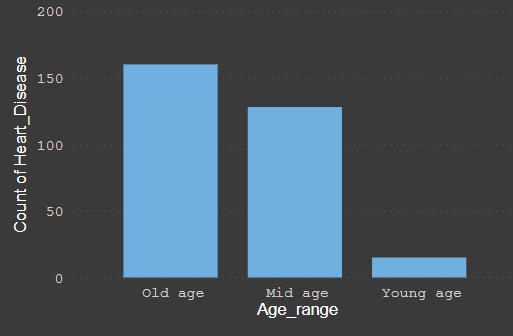 200
150
100
50
0
Count of Heart_Disease
Old age
Mid age
Young age
Age_range